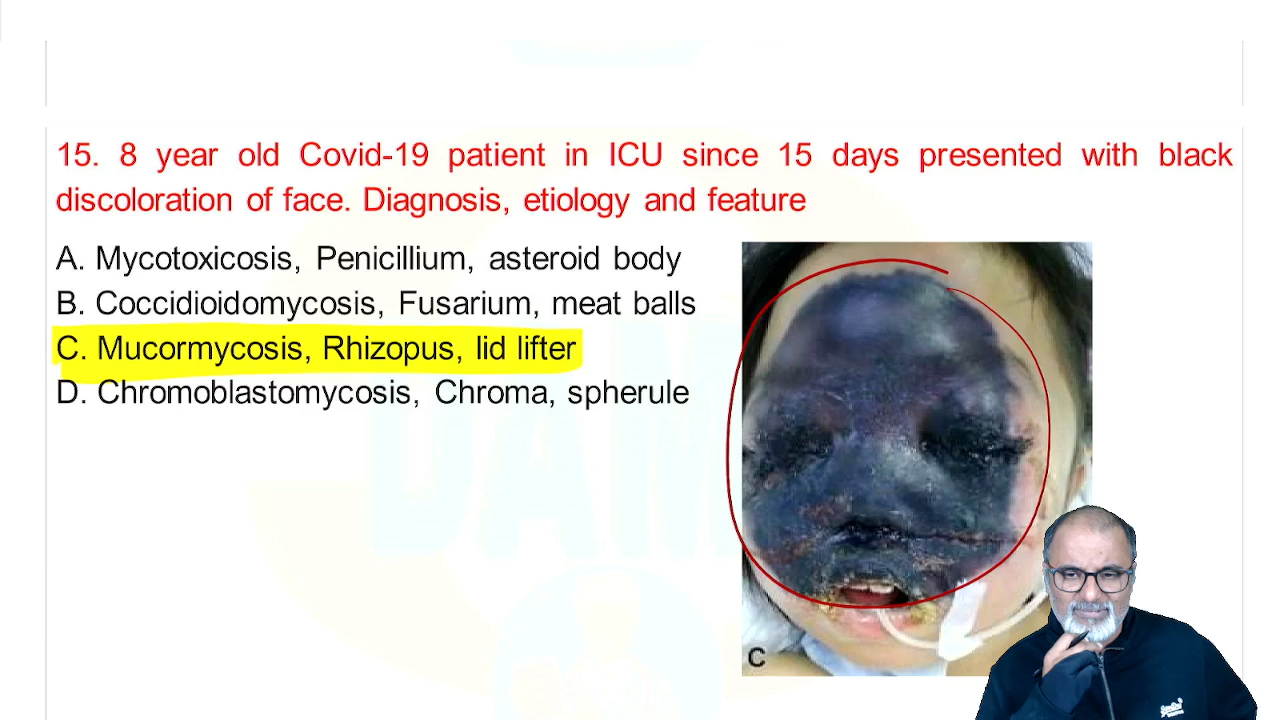 15. 8 year old Covid-19 patient in ICU since 15 days presented with black
discoloration of face. Diagnosis, etiology and feature
A. Mycotoxicosis, Penicillium, asteroid body
B. Coccidioidomycosis, Fusarium, meat balls
C. Mucormycosis, Rhizopus, lid lifter
D. Chromoblastomycosis, Chroma, spherule
DAM
C